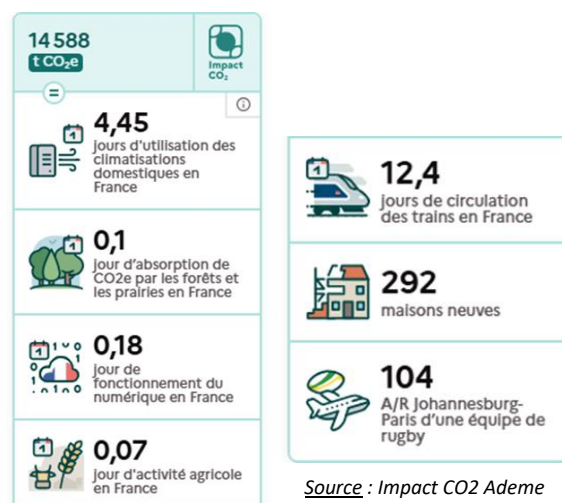 14 588
t CO₂e
Impact
CO₂
=
4,45
jours d'utilisation des
climatisations
domestiques en
France
0,1
jour d'absorption de
CO2e par les forêts et
les prairies en France
0,18
jour de
fonctionnement du
numérique en France
0,07
jour d'activité agricole
en France
12,4
jours de circulation
des trains en France
292
maisons neuves
104
A/R Johannesburg-
Paris d'une équipe de
rugby
Source : Impact CO2 Ademe